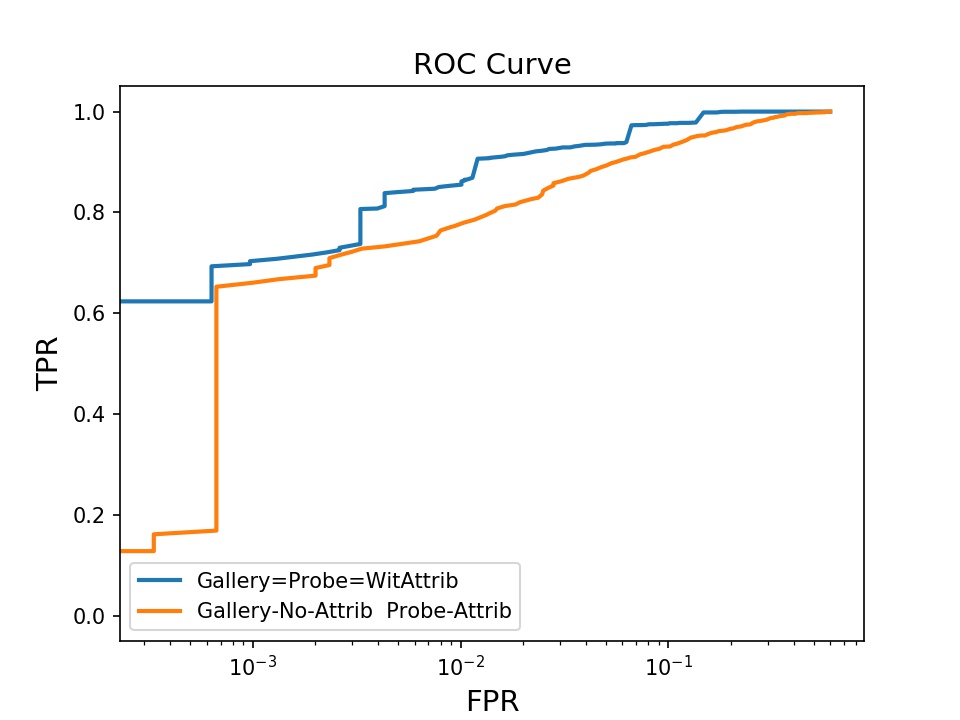 ROC Curve
1.0
0.8
0.6
0.4
0.2
0.0
TPR
Gallery=Probe=WitAttrib
Gallery-No-Attrib  Probe-Attrib
10⁻³ 10⁻² 10⁻¹
FPR